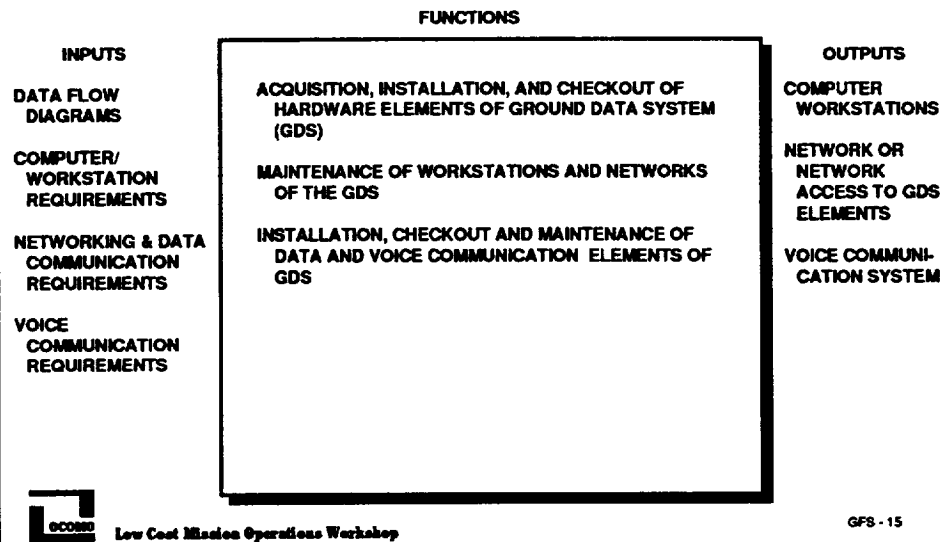 FUNCTIONS
INPUTS
DATA FLOW
DIAGRAMS
COMPUTER/
WORKSTATION
REQUIREMENTS
NETWORKING & DATA
COMMUNICATION
REQUIREMENTS
VOICE
COMMUNICATION
REQUIREMENTS
ACQUISITION, INSTALLATION, AND CHECKOUT OF
HARDWARE ELEMENTS OF GROUND DATA SYSTEM
(GDS)
MAINTENANCE OF WORKSTATIONS AND NETWORKS
OF THE GDS
INSTALLATION, CHECKOUT AND MAINTENANCE OF
DATA AND VOICE COMMUNICATION ELEMENTS OF
GDS
OUTPUTS
COMPUTER
WORKSTATIONS
NETWORK OR
NETWORK
ACCESS TO GDS
ELEMENTS
VOICE COMMUNI-
CATION SYSTEM
Low Cost Mission Operations Workshop
GFS - 15